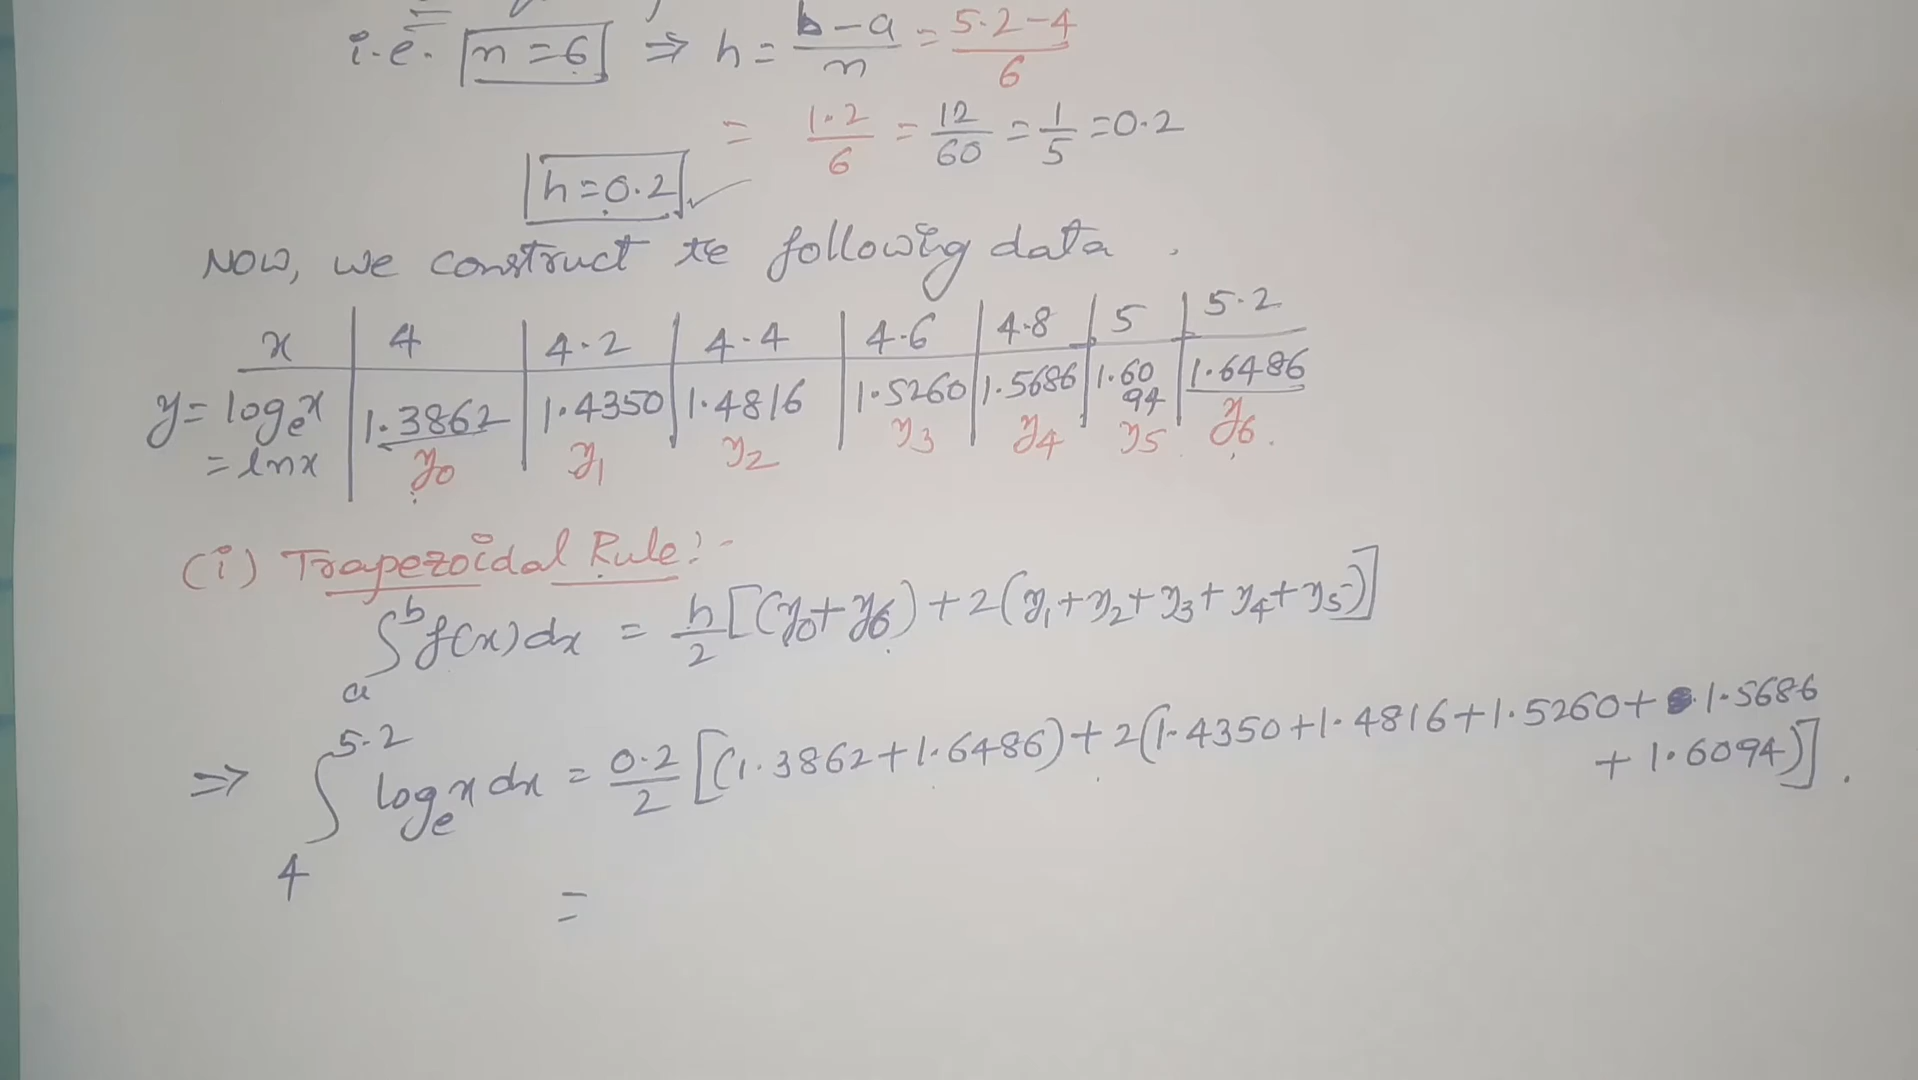 i.e. n=6 ⇒ h = b-a/n = 5.2-4/6
= 1.2/6 = 12/60 = 1/5 = 0.2
h=0.2
NOW, we construct te following data.
x | 4 | 4.2 | 4.4 | 4.6 | 4.8 | 5 | 5.2
y = logₑx | 1.3862 | 1.4350 | 1.4816 | 1.5260 | 1.5686 | 1.6094 | 1.6486
= lnx y₀ y₁ y₂ y₃ y₄ y₅ y₆.
(i) Trapezoidal Rule:-
∫ₐᵇ f(x)dx = h/2 [(y₀+y₆)+2(y₁+y₂+y₃+y₄+y₅)]
⇒ ∫₄^5.2 logₑx dx = 0.2/2 [(1.3862+1.6486)+2(1.4350+1.4816+1.5260+1.5686
+1.6094)].
=